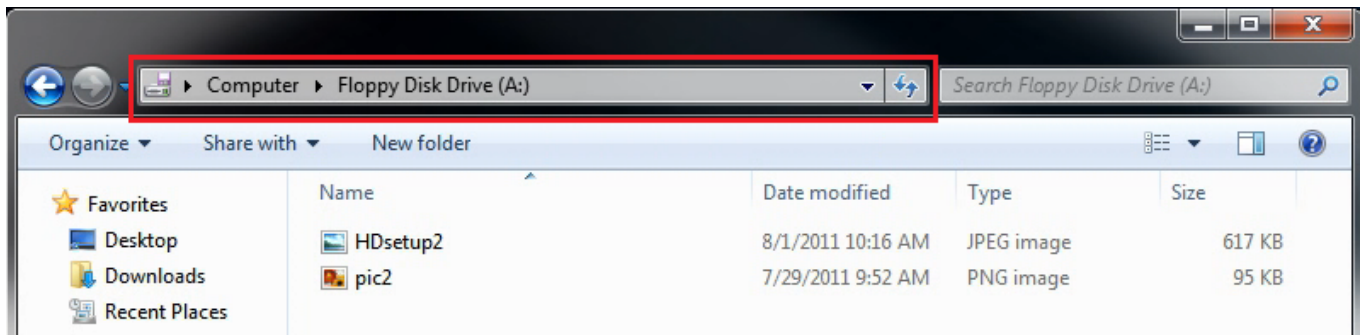 Computer Floppy Disk Drive (A:) Search Floppy Disk Drive (A:)
Organize Share with New folder
Favorites Name Date modified Type Size
Desktop HDsetup2 8/1/2011 10:16 AM JPEG image 617 KB
Downloads pic2 7/29/2011 9:52 AM PNG image 95 KB
Recent Places